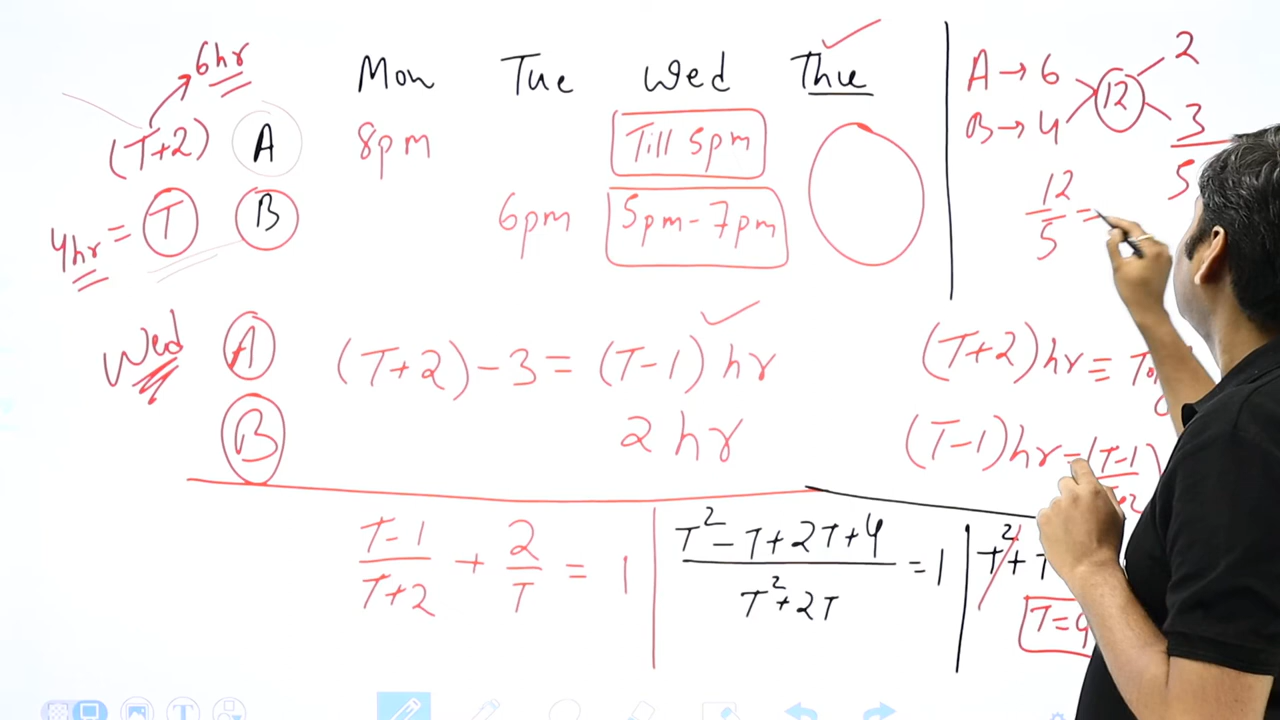 6hr
Mon Tue Wed Thu
(T+2) A 8pm Till 5pm
4hr = T B 6pm 5pm-7pm
A → 6 12 2
B → 4 3
12/5 = 5
Wed A (T+2) - 3 = (T-1) hr
B 2 hr
(T+2) hr =
(T-1) hr = (T-1)
T-1/T+2 + 2/T = 1
T² - T + 2T + 4/T² + 2T = 1
T² +